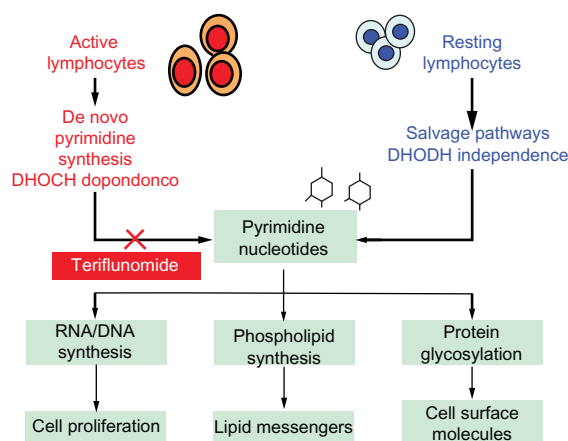 Active
lymphocytes
De novo
pyrimidine
synthesis
DHOCH dopondonco
Resting
lymphocytes
Salvage pathways
DHODH independence
Teriflunomide
Pyrimidine
nucleotides
RNA/DNA
synthesis
Phospholipid
synthesis
Protein
glycosylation
Cell proliferation
Lipid messengers
Cell surface
molecules